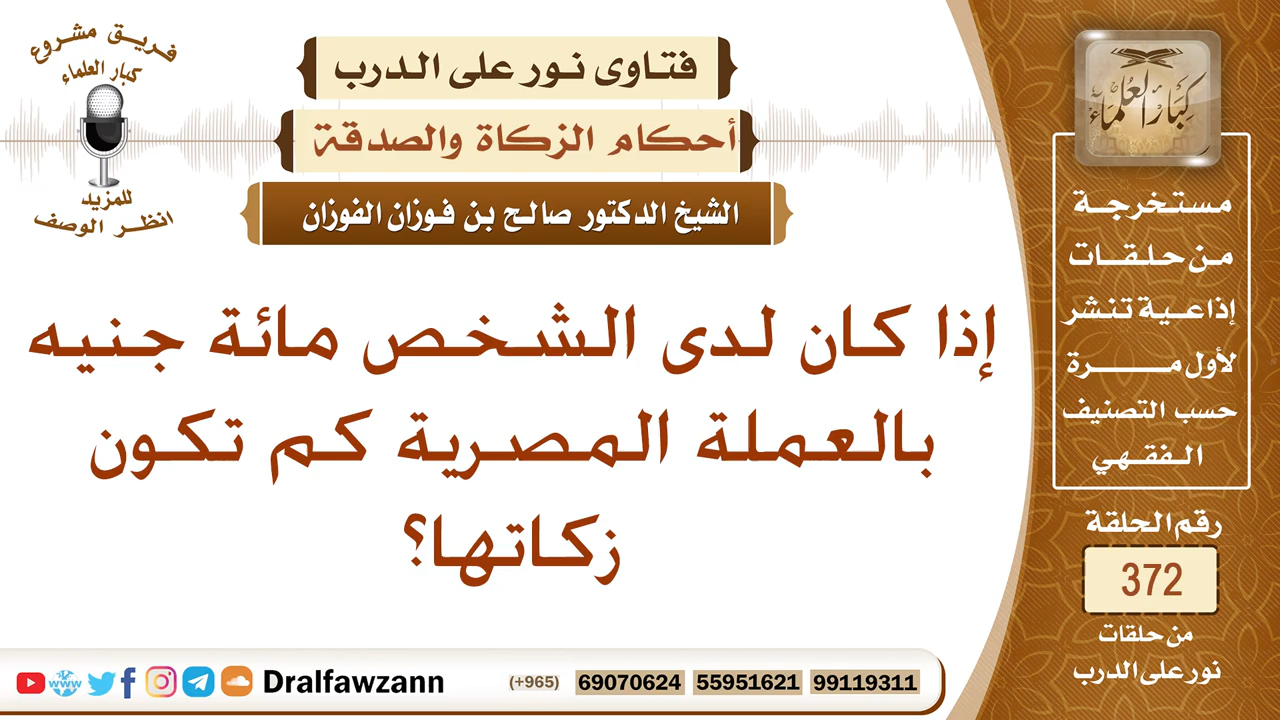 فريق مشروع
كبار العلماء
للمزيد
انظر الوصف
فتاوى نور على الدرب
أحكام الزكاة والصدقة
الشيخ الدكتور صالح بن فوزان الفوزان
إذا كان لدى الشخص مائة جنيه
بالعملة المصرية كم تكون
زكاتها؟
كبار العلماء
مستخرجة
من حلقات
إذاعية تنشر
لأول مرة
حسب التصنيف
الفقهي
رقم الحلقة
372
من حلقات
نور على الدرب
www Dralfawzann (+965) 69070624 55951621 99119311